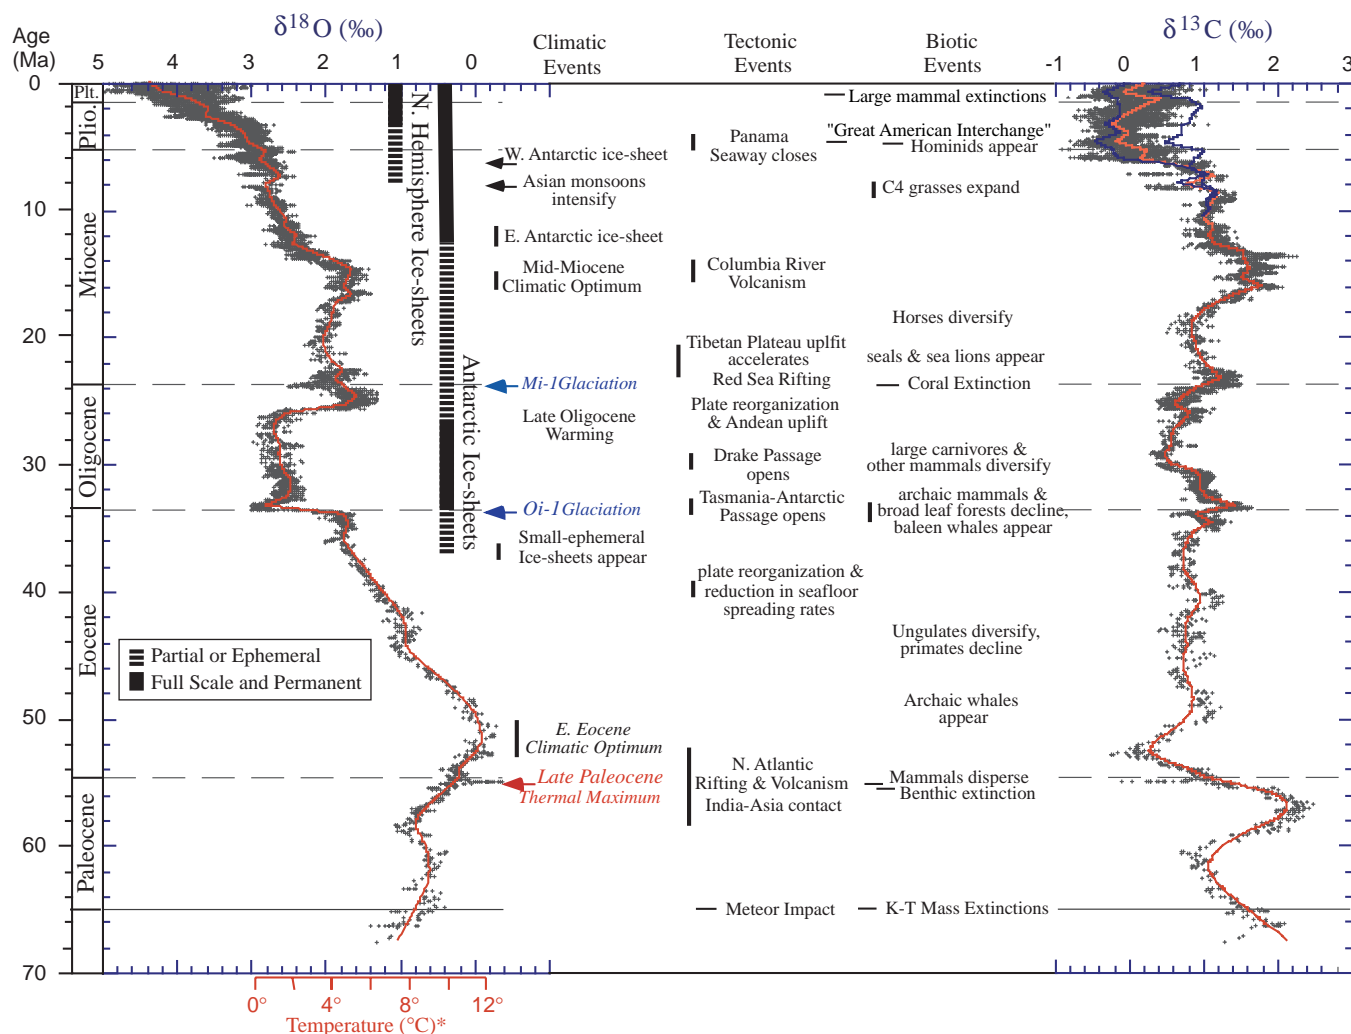 δ18O (‰)
δ13C (‰)
Age
(Ma)
5 4 3 2 1 0
Climatic
Events
Tectonic
Events
Biotic
Events
-1 0 1 2 3
0
10
20
30
40
50
60
70
Plt.
Plio.
Miocene
Oligocene
Eocene
Paleocene
N. Hemisphere Ice-sheets
Antarctic Ice-sheets
W. Antarctic ice-sheet
Asian monsoons
intensify
E. Antarctic ice-sheet
Mid-Miocene
Climatic Optimum
Mi-1Glaciation
Late Oligocene
Warming
Oi-1Glaciation
Small-ephemeral
Ice-sheets appear
E. Eocene
Climatic Optimum
Late Paleocene
Thermal Maximum
Panama
Seaway closes
Columbia River
Volcanism
Tibetan Plateau uplfit
accelerates
Red Sea Rifting
Plate reorganization
& Andean uplift
Drake Passage
opens
Tasmania-Antarctic
Passage opens
plate reorganization &
reduction in seafloor
spreading rates
N. Atlantic
Rifting & Volcanism
India-Asia contact
Meteor Impact
Large mammal extinctions
"Great American Interchange"
Hominids appear
C4 grasses expand
Horses diversify
seals & sea lions appear
Coral Extinction
large carnivores &
other mammals diversify
archaic mammals &
broad leaf forests decline,
baleen whales appear
Ungulates diversify,
primates decline
Archaic whales
appear
Mammals disperse
Benthic extinction
K-T Mass Extinctions
Partial or Ephemeral
Full Scale and Permanent
0° 4° 8° 12°
Temperature (°C)*